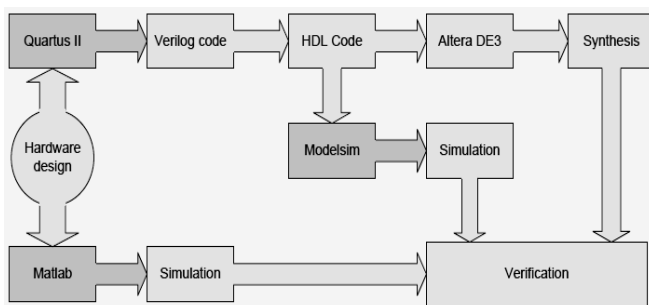 Quartus II
Verilog code
HDL Code
Altera DE3
Synthesis
Hardware
design
Modelsim
Simulation
Matlab
Simulation
Verification